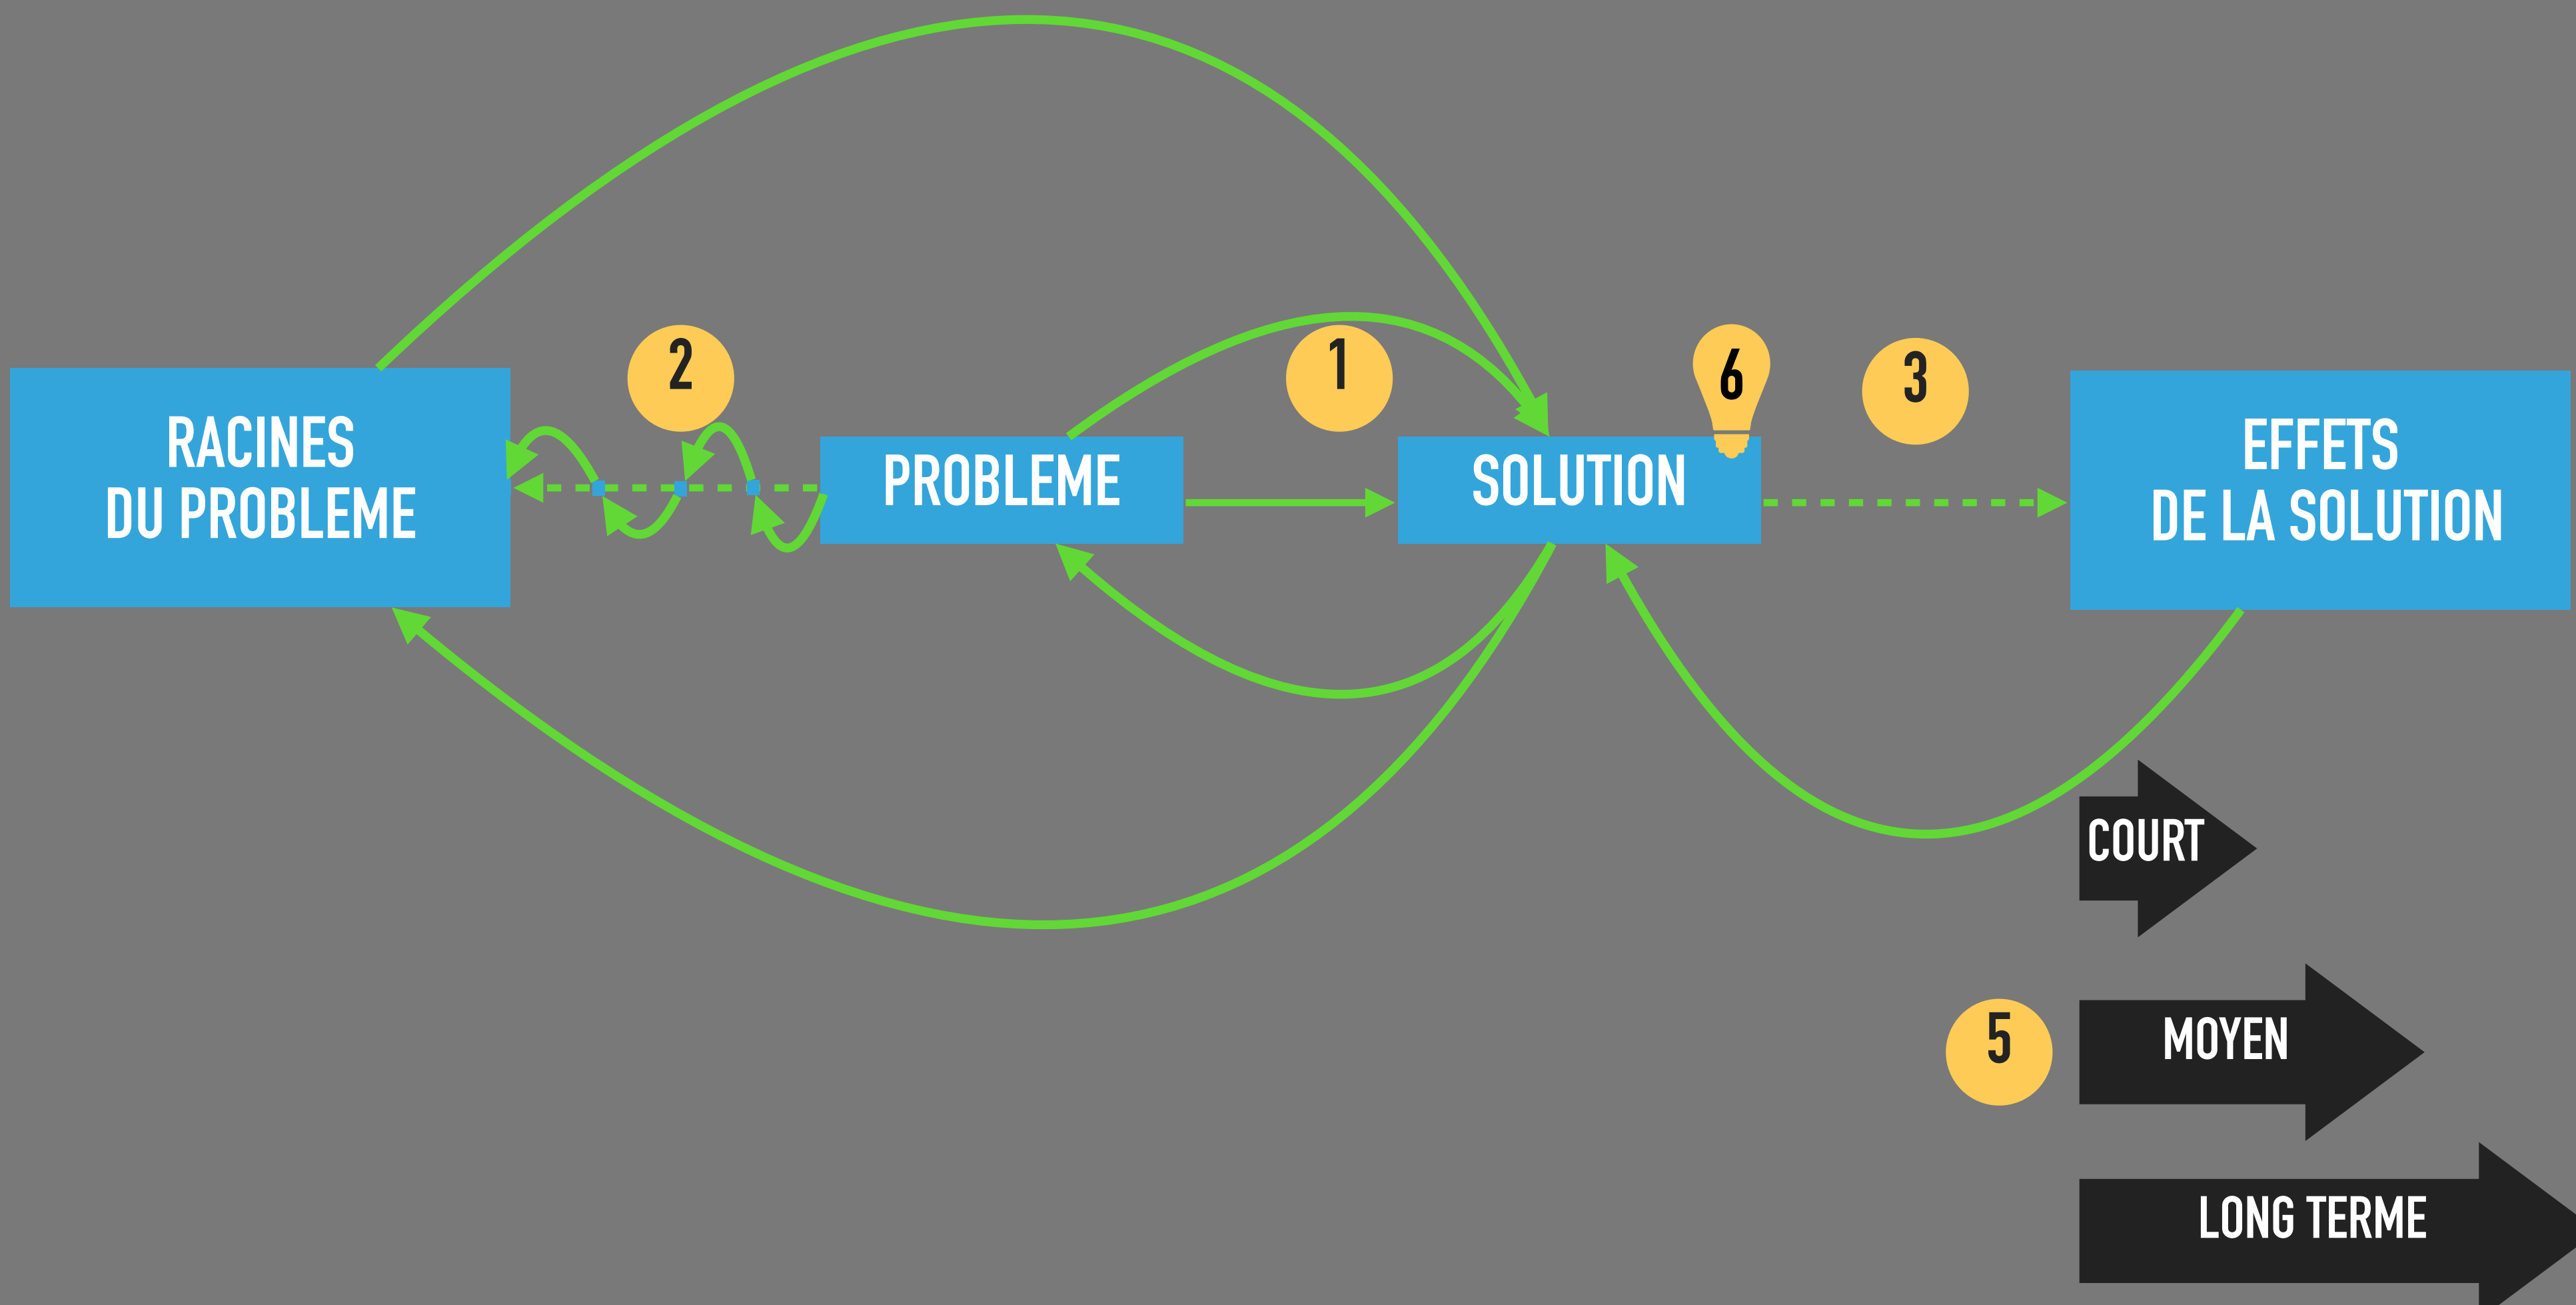 2
1
6
3
RACINES
DU PROBLEME
PROBLEME
SOLUTION
EFFETS
DE LA SOLUTION
COURT
5
MOYEN
LONG TERME